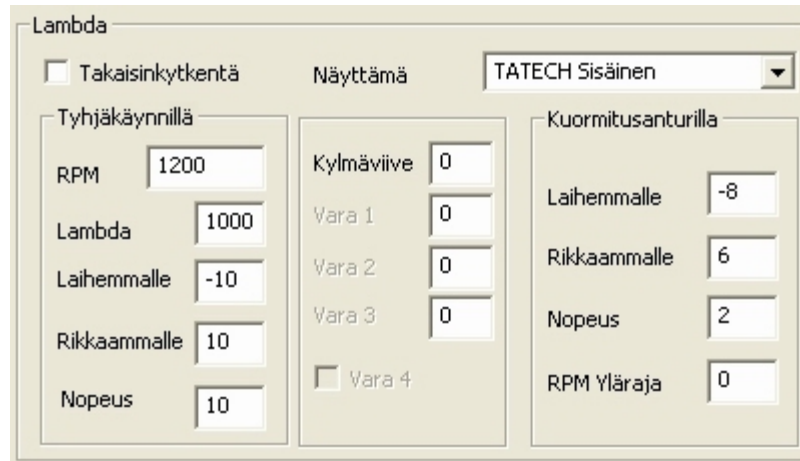 Lambda
Takaisinkytkentä
Näyttämä
TATECH Sisäinen
Tyhjäkäynnillä
RPM 1200
Lambda 1000
Laihemmalle -10
Rikkaammalle 10
Nopeus 10
Kylmäviive 0
Vara 1 0
Vara 2 0
Vara 3 0
Vara 4
Kuormitusanturilla
Laihemmalle -8
Rikkaammalle 6
Nopeus 2
RPM Yläraja 0